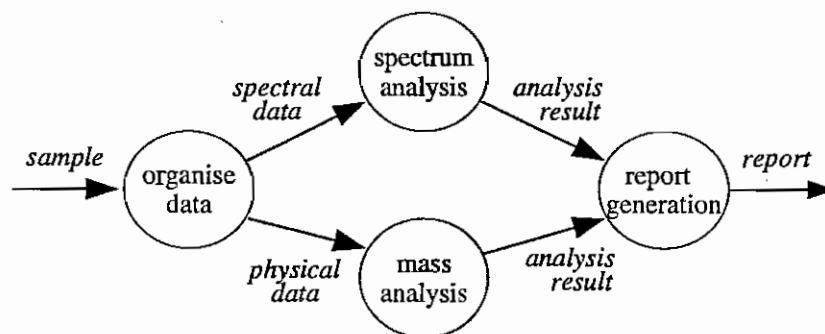 sample
organise
data
spectral
data
spectrum
analysis
analysis
result
physical
data
mass
analysis
analysis
result
report
generation
report